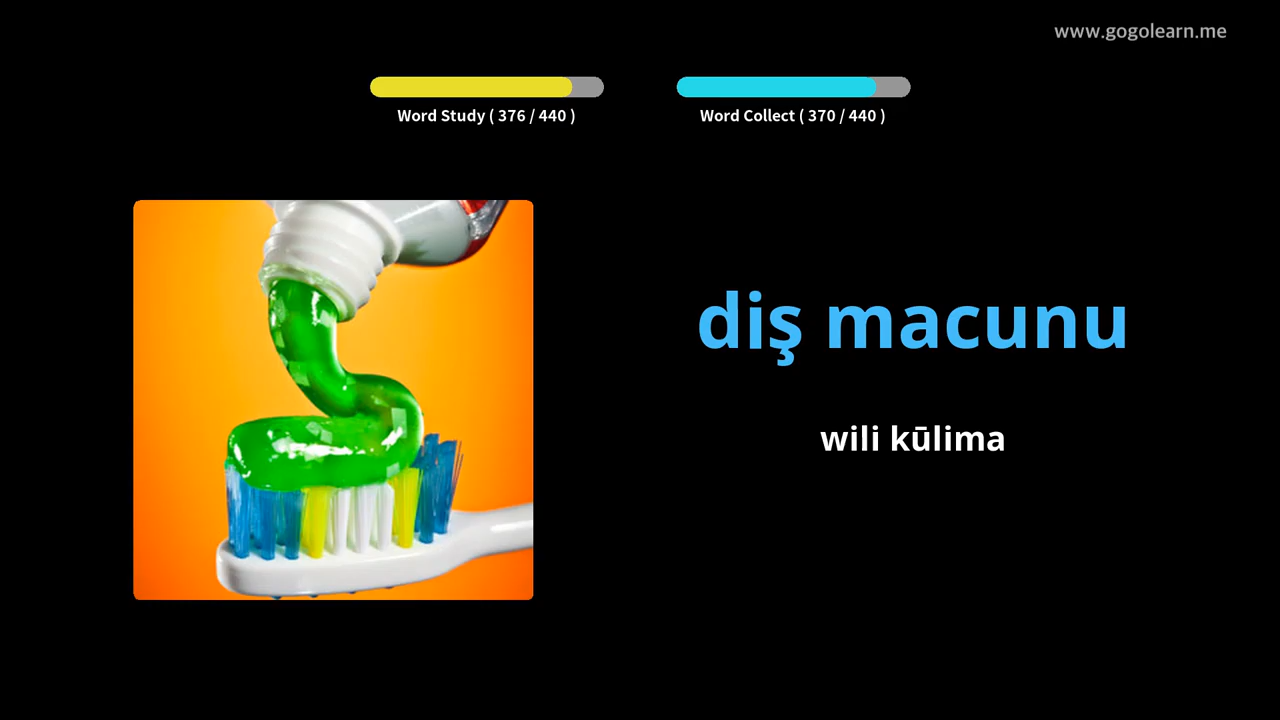 www.gogolearn.me
Word Study ( 376 / 440 )
Word Collect ( 370 / 440 )
diş macunu
wili kūlima